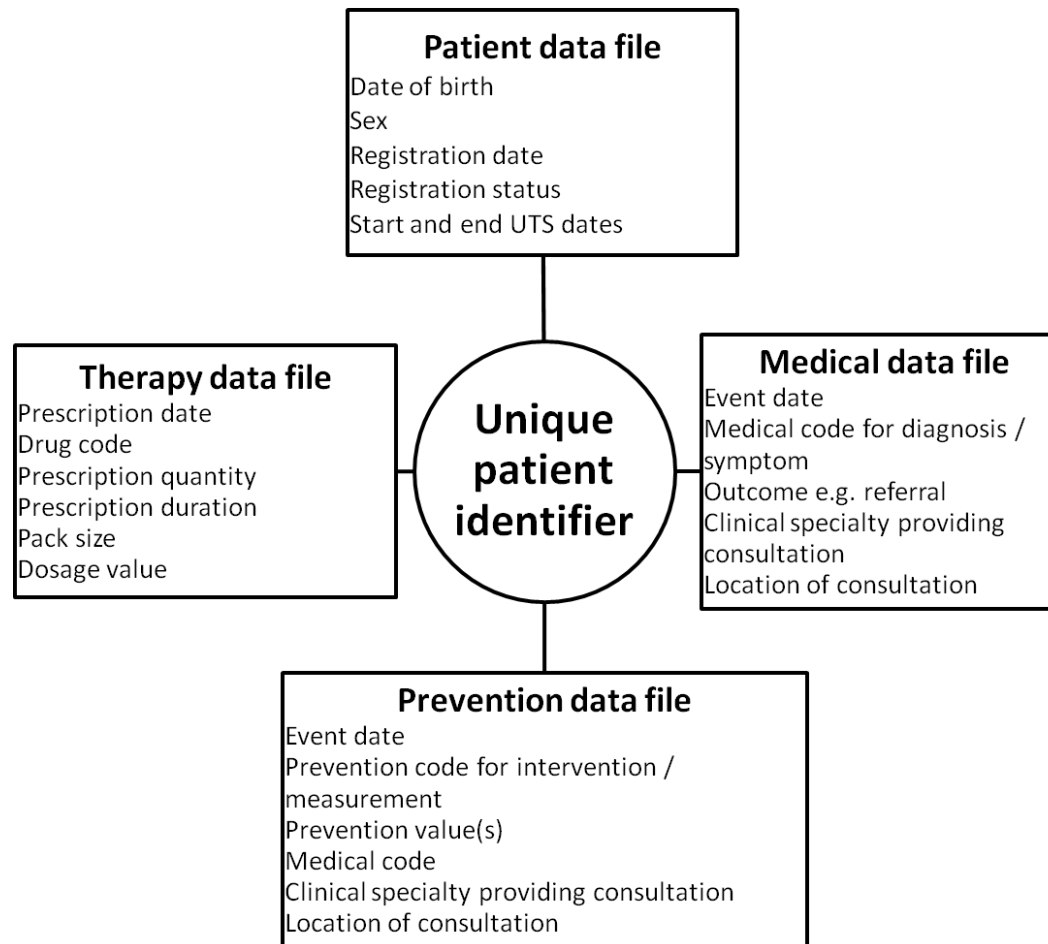 Patient data file
Date of birth
Sex
Registration date
Registration status
Start and end UTS dates
Therapy data file
Prescription date
Drug code
Prescription quantity
Prescription duration
Pack size
Dosage value
Unique
patient
identifier
Medical data file
Event date
Medical code for diagnosis /
symptom
Outcome e.g. referral
Clinical specialty providing
consultation
Location of consultation
Prevention data file
Event date
Prevention code for intervention /
measurement
Prevention value(s)
Medical code
Clinical specialty providing consultation
Location of consultation